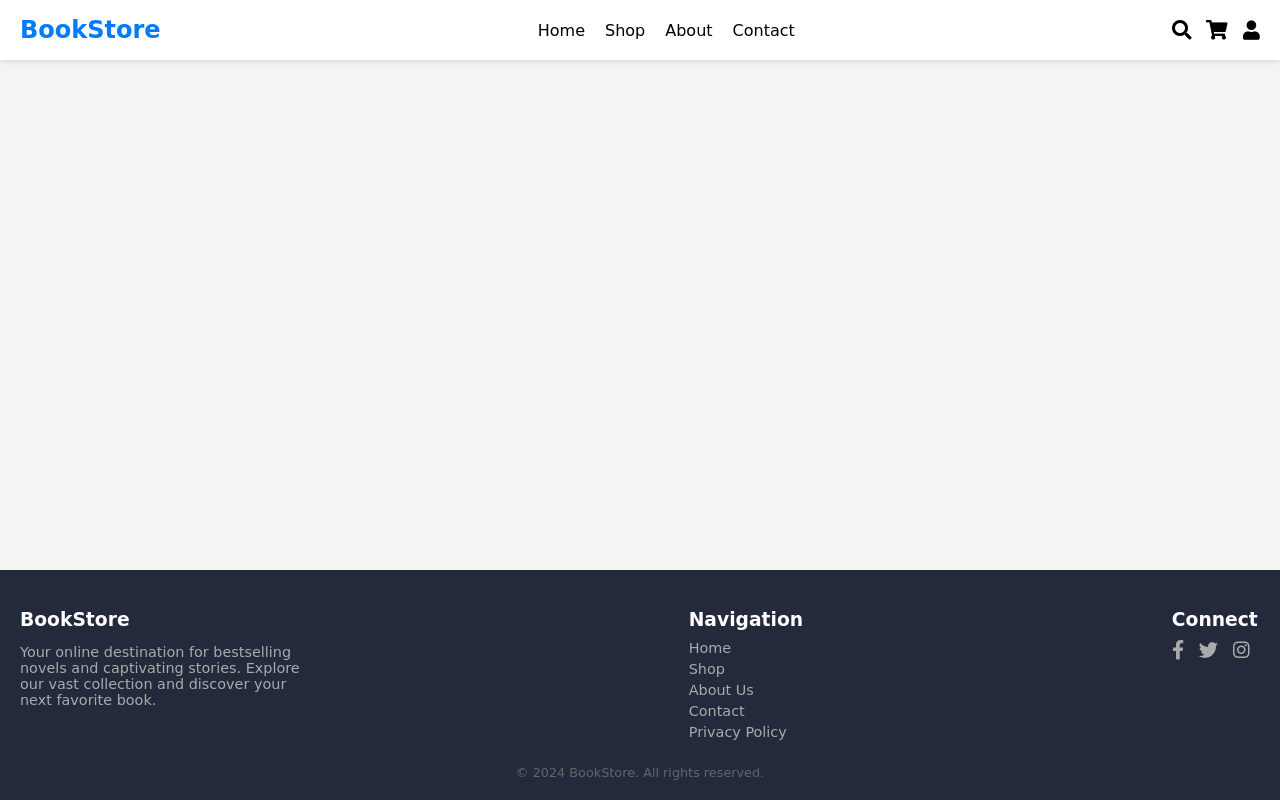 BookStore
Home
Shop
About
Contact
BookStore
Your online destination for bestselling
novels and captivating stories. Explore
our vast collection and discover your
next favorite book.
Navigation
Home
Shop
About Us
Contact
Privacy Policy
Connect
© 2024 BookStore. All rights reserved.